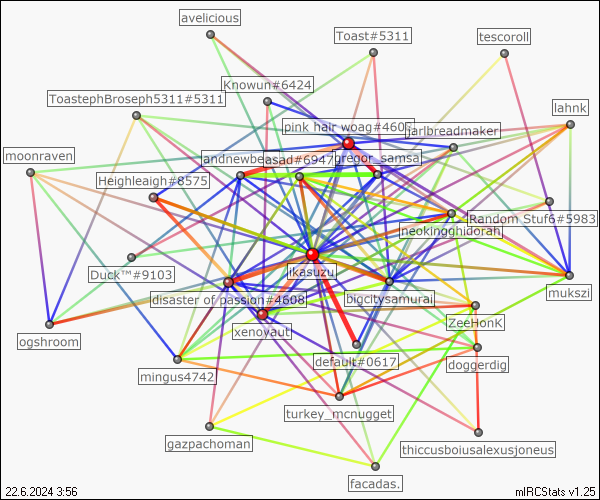 avelicious
Toast#5311
tescoroll
Knowun#6424
ToastephBroseph5311#5311
lahnk
pink hair woag#4609
jarlbreadmaker
moonraven
andnewbeasad#6947
gregor_samsa
Heighleaigh#8575
Random Stuf6#5983
neokingghidorah
Duck™#9103
likasuzu
disaster of passion#4608
bigcitysamurai
mukszi
xenoyaut
ZeeHonK
ogshroom
default#0617
doggerdig
mingus4742
turkey_mcnugget
gazpachoman
thiccusboiusalexusjoneus
facadas.
22.6.2024 3:56
mIRCStats v1.25